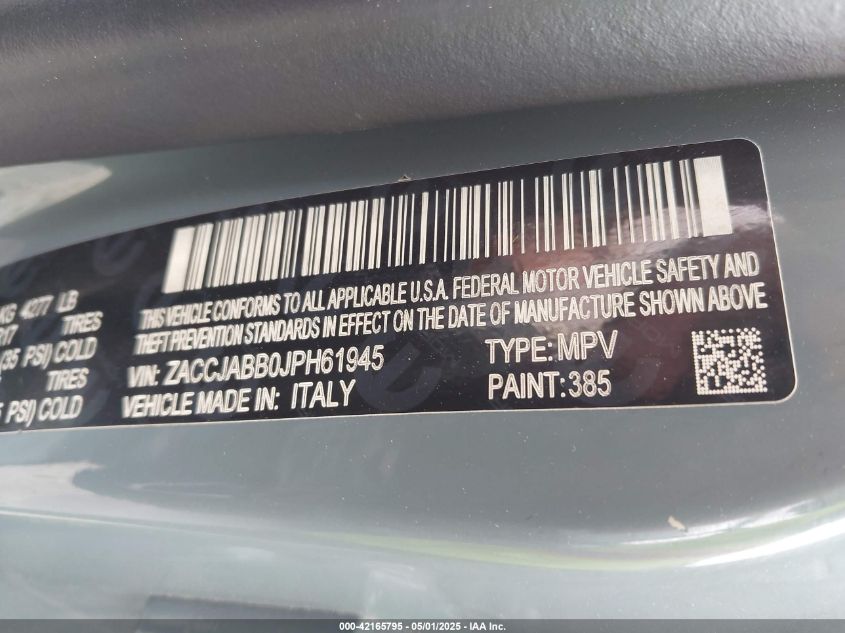 KG 4277 LB
R17 TIRES
(35 PSI) COLD
TIRES
PSI) COLD
THIS VEHICLE CONFORMS TO ALL APPLICABLE U.S.A. FEDERAL MOTOR VEHICLE SAFETY AND
THEFT PREVENTION STANDARDS IN EFFECT ON THE DATE OF MANUFACTURE SHOWN ABOVE
VIN: ZACCJABB0JPH61945 TYPE: MPV
VEHICLE MADE IN: ITALY PAINT: 385
000-42165795 - 05/01/2025 - IAA Inc.